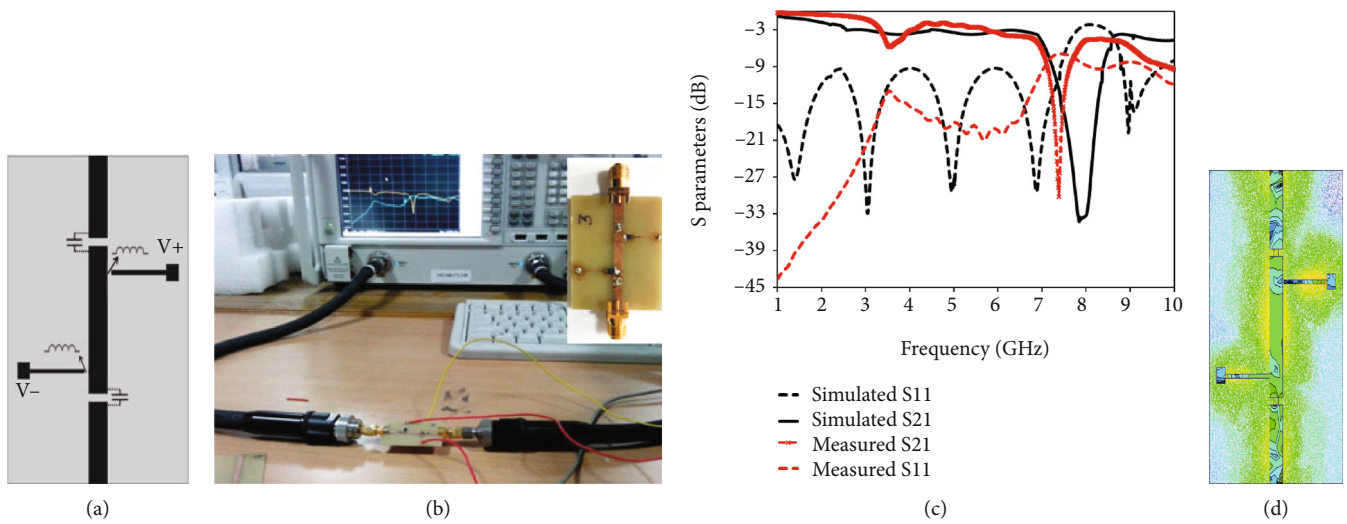 V+
V−
(a)
3
(b)
−3
−9
−15
−21
−27
−33
−39
−45
S parameters (dB)
1 2 3 4 5 6 7 8 9 10
Frequency (GHz)
Simulated S11
Simulated S21
Measured S21
Measured S11
(c)
(d)